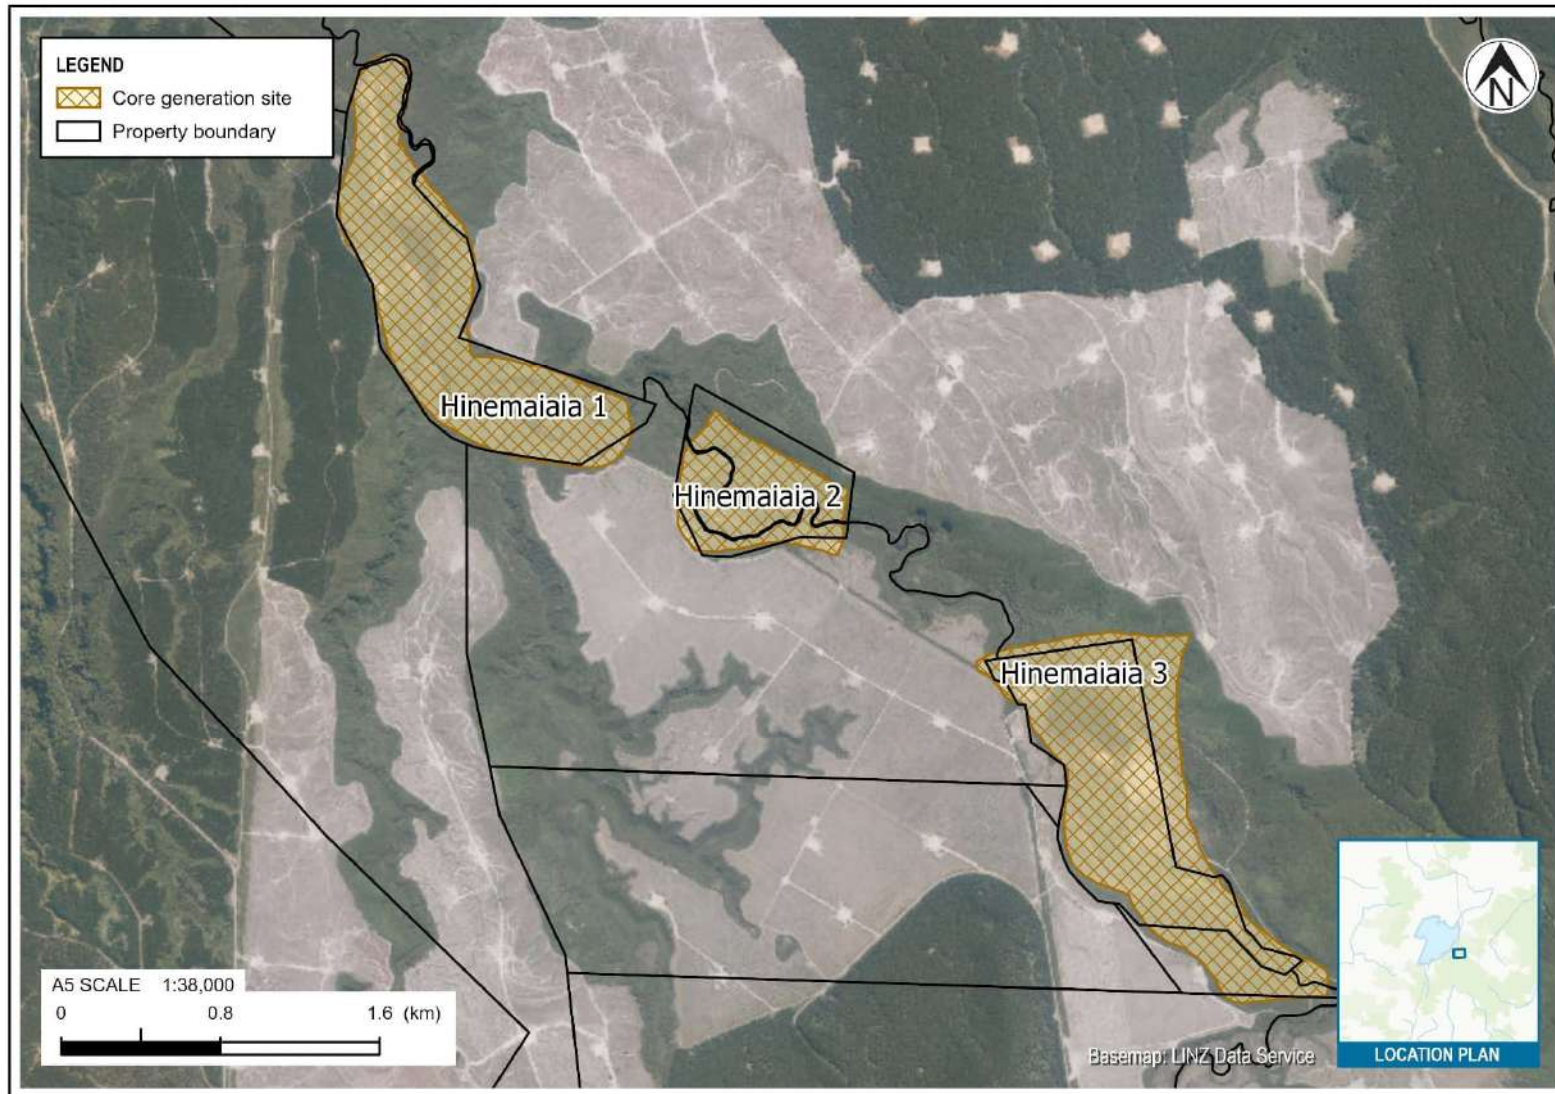 LEGEND
Core generation site
Property boundary
N
Hinemaiaia 1
Hinemaiaia 2
Hinemaiaia 3
A5 SCALE 1:38,000
0 0.8 1.6 (km)
Basemap: LINZ Data Service
LOCATION PLAN